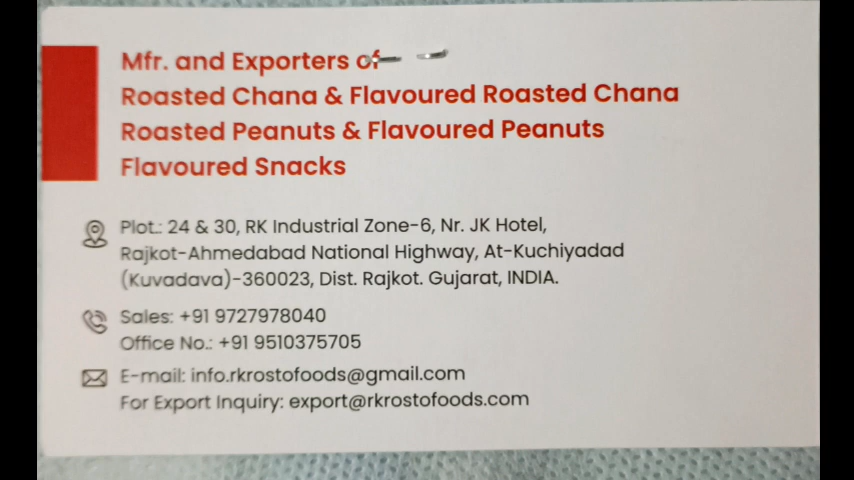 Mfr. and Exporters of
Roasted Chana & Flavoured Roasted Chana
Roasted Peanuts & Flavoured Peanuts
Flavoured Snacks
Plot.: 24 & 30, RK Industrial Zone-6, Nr. JK Hotel,
Rajkot-Ahmedabad National Highway, At-Kuchiyadad
(Kuvadava)-360023, Dist. Rajkot. Gujarat, INDIA.
Sales: +91 9727978040
Office No.: +91 9510375705
E-mail: info.rkrostofoods@gmail.com
For Export Inquiry: export@rkrostofoods.com